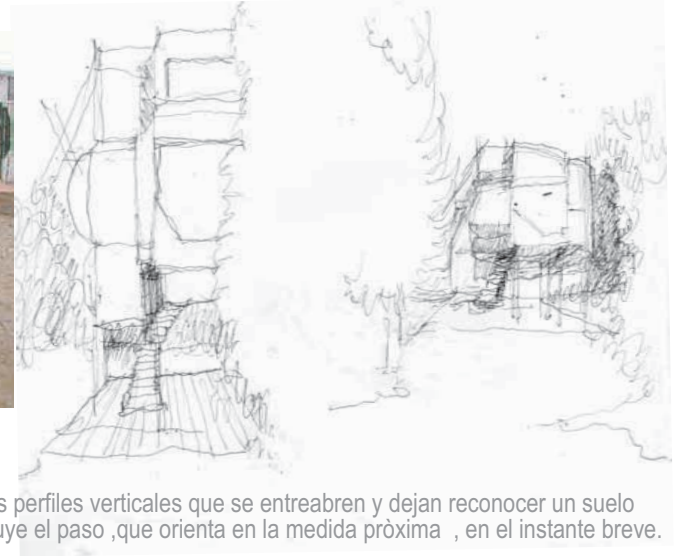 s perfiles verticales que se entreabren y dejan reconocer un suelo
uye el paso ,que orienta en la medida pròxima , en el instante breve.